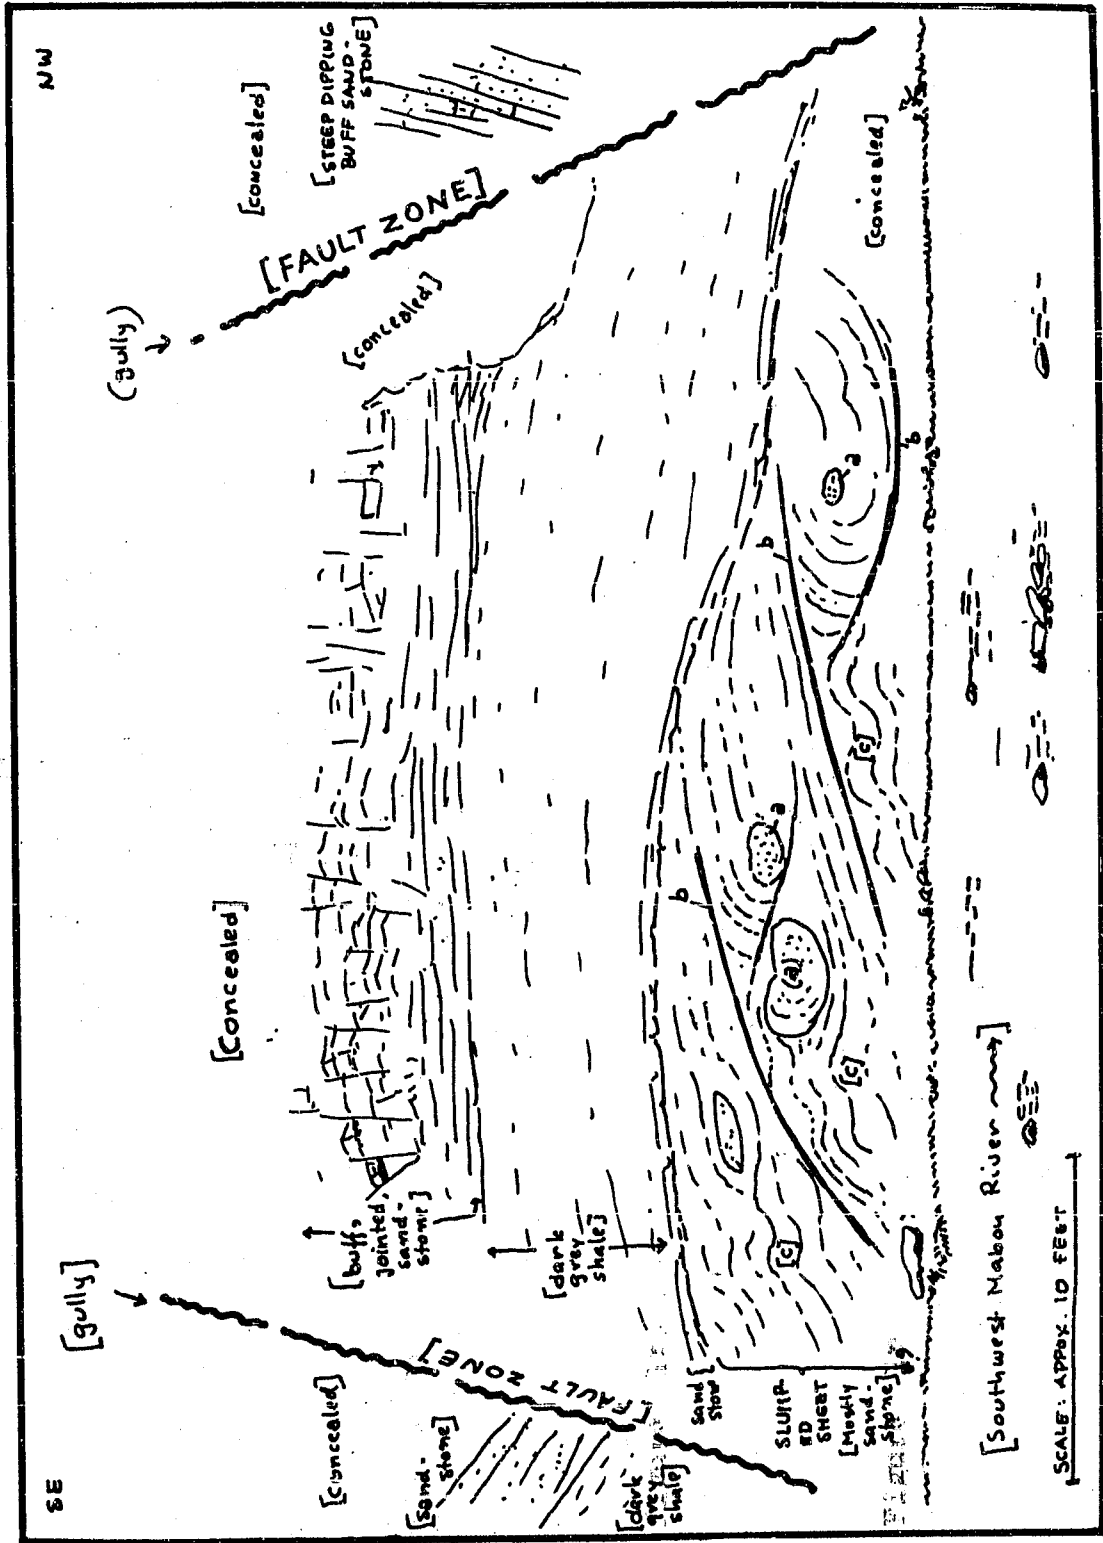 SE
NW
[gully]
(gully)
[Concealed]
[concealed]
[concealed]
[STEEP DIPPING
BUFF SAND-
STONE]
[FAULT ZONE]
[concealed]
[buff,
jointed,
sand-
stone]
[sand-
stone]
[FAULT ZONE]
[dark
grey
shale]
[dark
grey
shale]
sand
stone
SLUMP-
ED
SHEET
[Mostly
sand-
stone]
[c]
[c]
[c]
(a)
a
a
b
b
b
[concealed]
[Southwest Mabou River]
SCALE: APPOX. 10 FEET